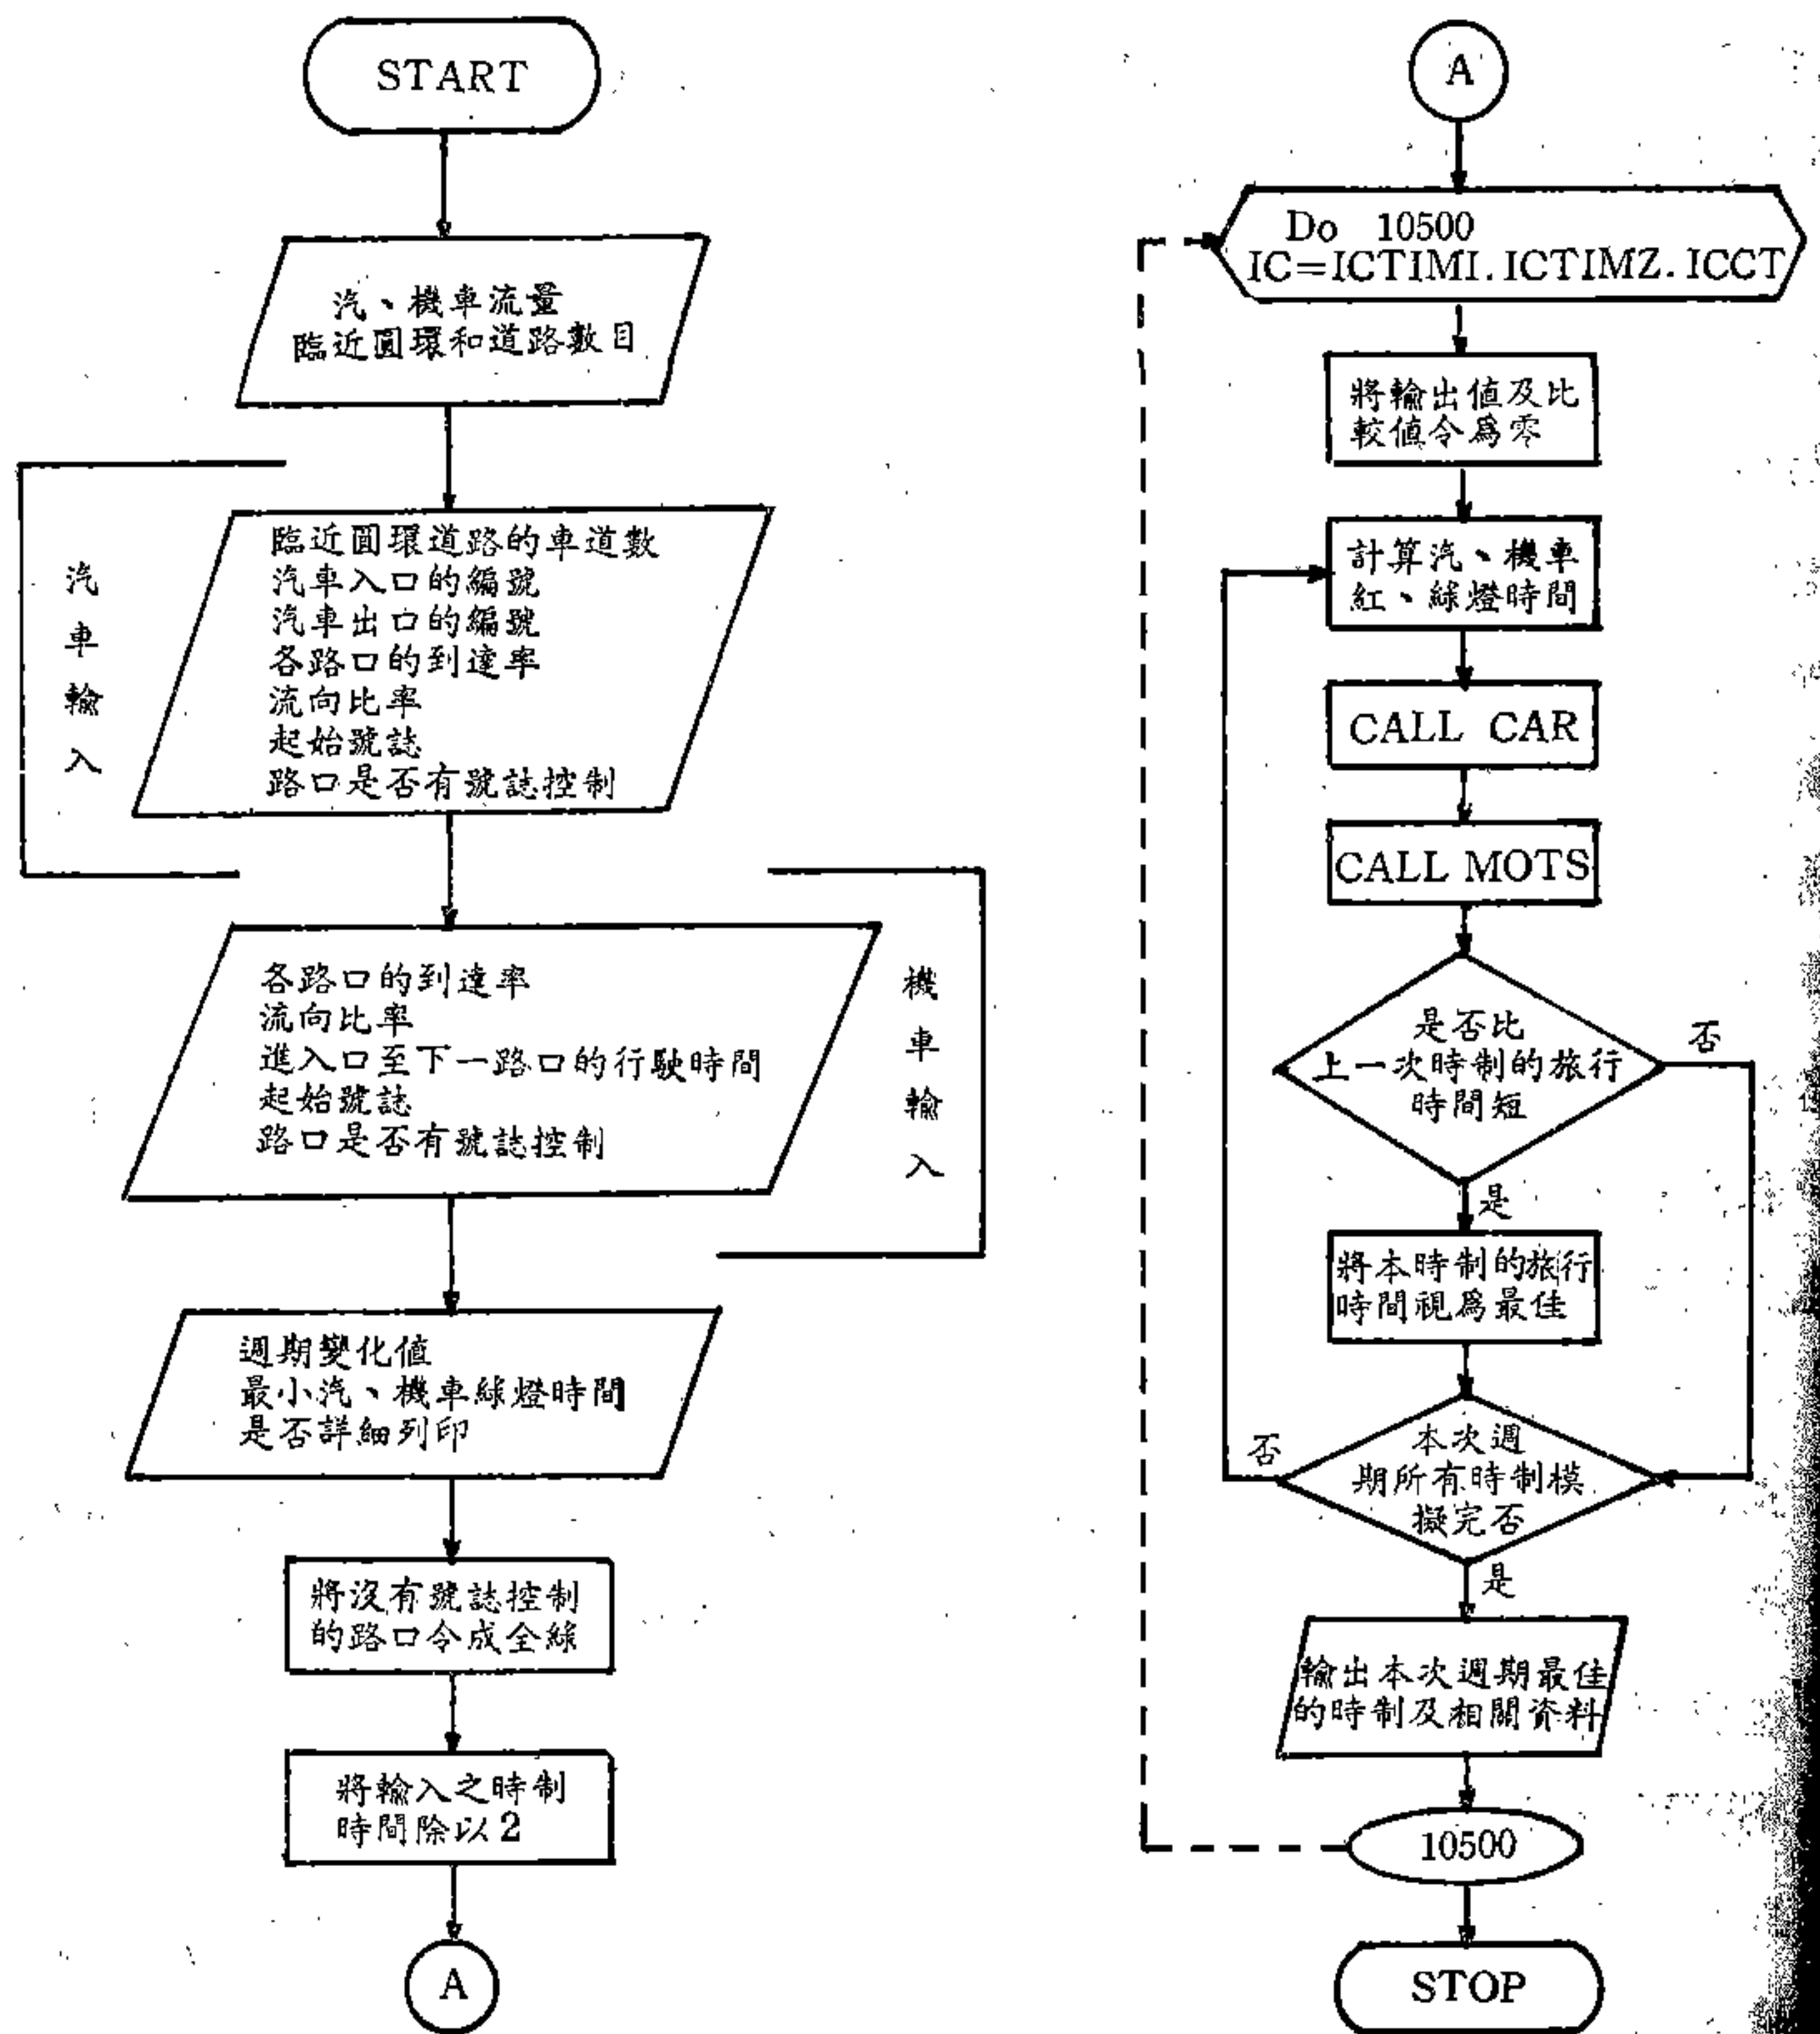 START
汽、機車流量
臨近圓環和道路數目
汽車輸入
臨近圓環道路的車道數
汽車入口的編號
汽車出口的編號
各路口的到達率
流向比率
起始號誌
路口是否有號誌控制
機車輸入
各路口的到達率
流向比率
進入口至下一路口的行駛時間
起始號誌
路口是否有號誌控制
週期變化值
最小汽、機車綠燈時間
是否詳細列印
將沒有號誌控制
的路口令成全綠
將輸入之時制
時間除以2
A
A
Do 10500
IC=ICTIMI.ICTIMZ.ICCT
將輸出值及比
較值令爲零
計算汽、機車
紅、綠燈時間
CALL CAR
CALL MOTS
是否比
上一次時制的旅行
時間短
否
是
將本時制的旅行
時間視爲最佳
本次週
期所有時制模
擬完否
否
是
輸出本次週期最佳
的時制及相關資料
10500
STOP